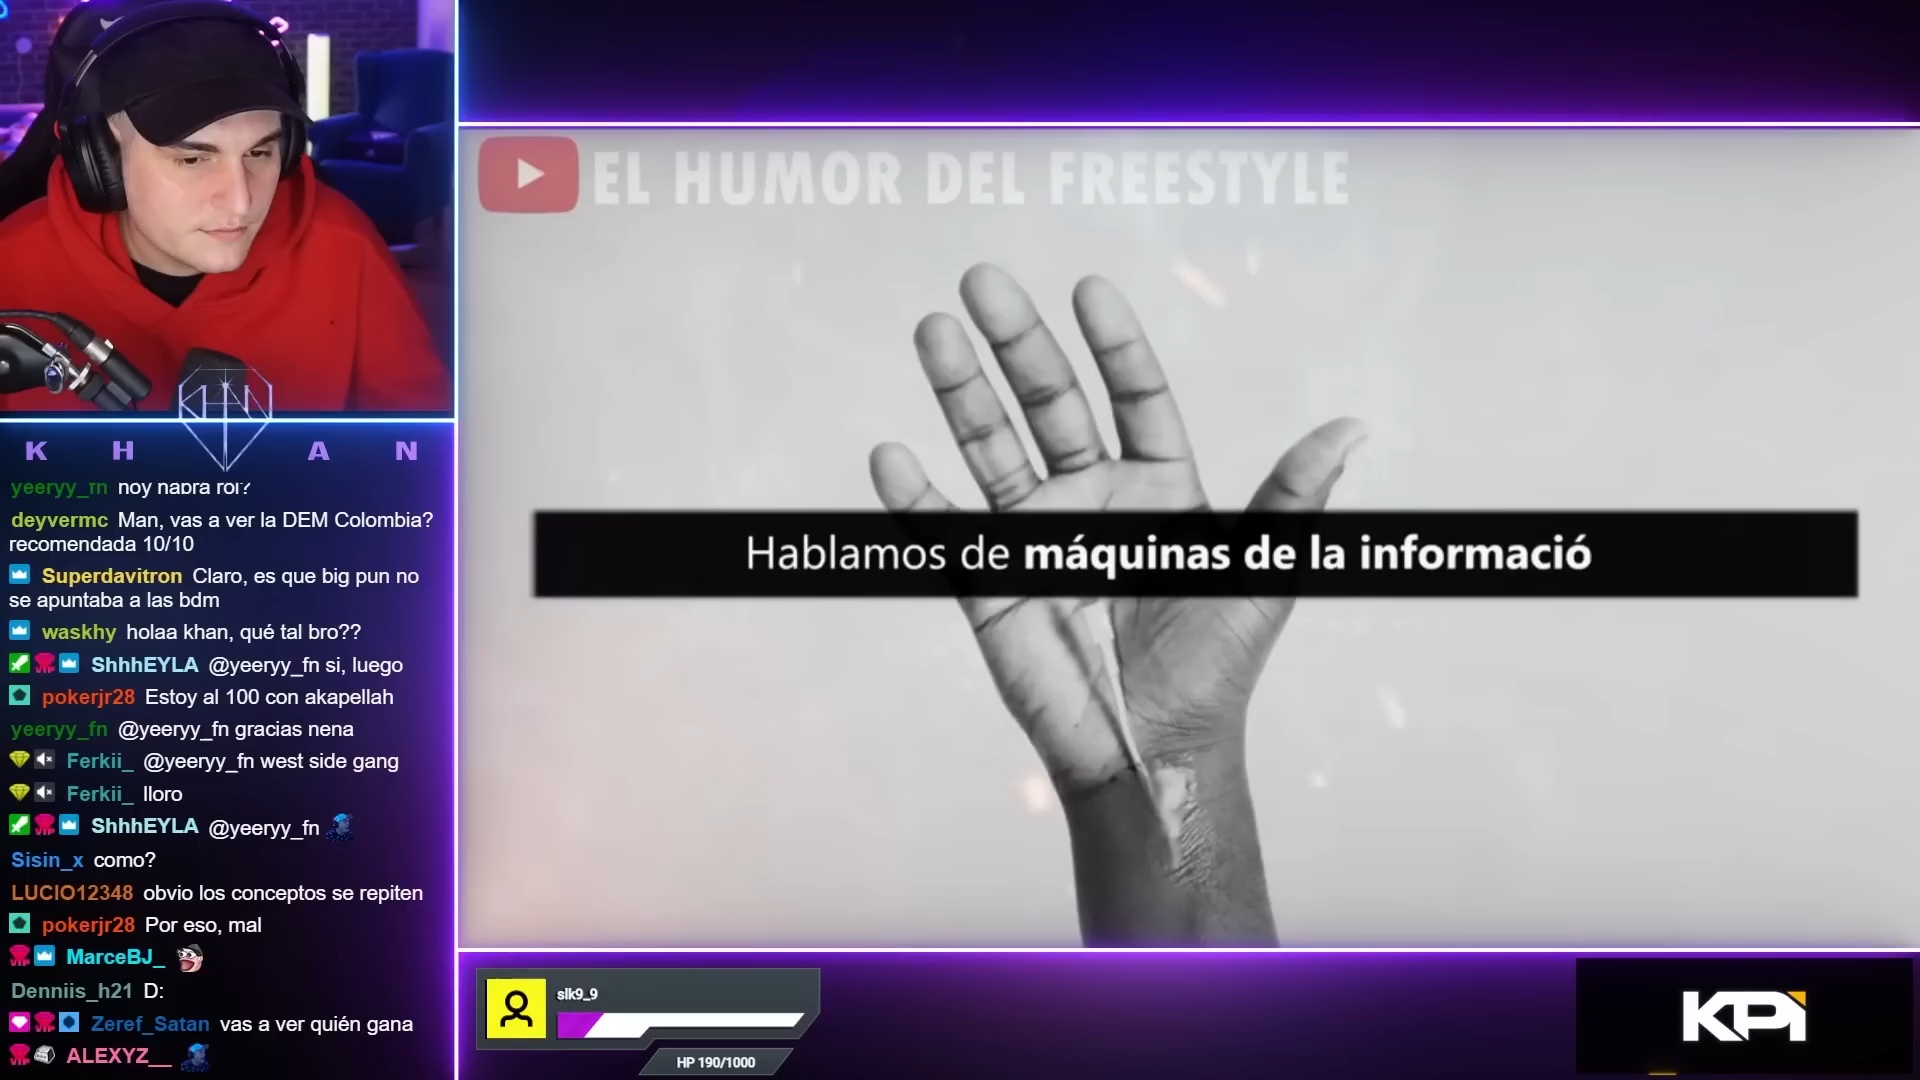 EL HUMOR DEL FREESTYLE
Hablamos de máquinas de la informació
KHAN
K H A N
yeeryy_fn hoy habrá rol?
deyvermc Man, vas a ver la DEM Colombia?
recomendada 10/10
Superdavitron Claro, es que big pun no
se apuntaba a las bdm
waskhy holaa khan, qué tal bro??
ShhhEYLA @yeeryy_fn si, luego
pokerjr28 Estoy al 100 con akapellah
yeeryy_fn @yeeryy_fn gracias nena
Ferkii_ @yeeryy_fn west side gang
Ferkii_ lloro
ShhhEYLA @yeeryy_fn
Sisin_x como?
LUCIO12348 obvio los conceptos se repiten
pokerjr28 Por eso, mal
MarceBJ_
Denniis_h21 D:
Zeref_Satan vas a ver quién gana
ALEXYZ__
slk9_9
HP 190/1000
KPi